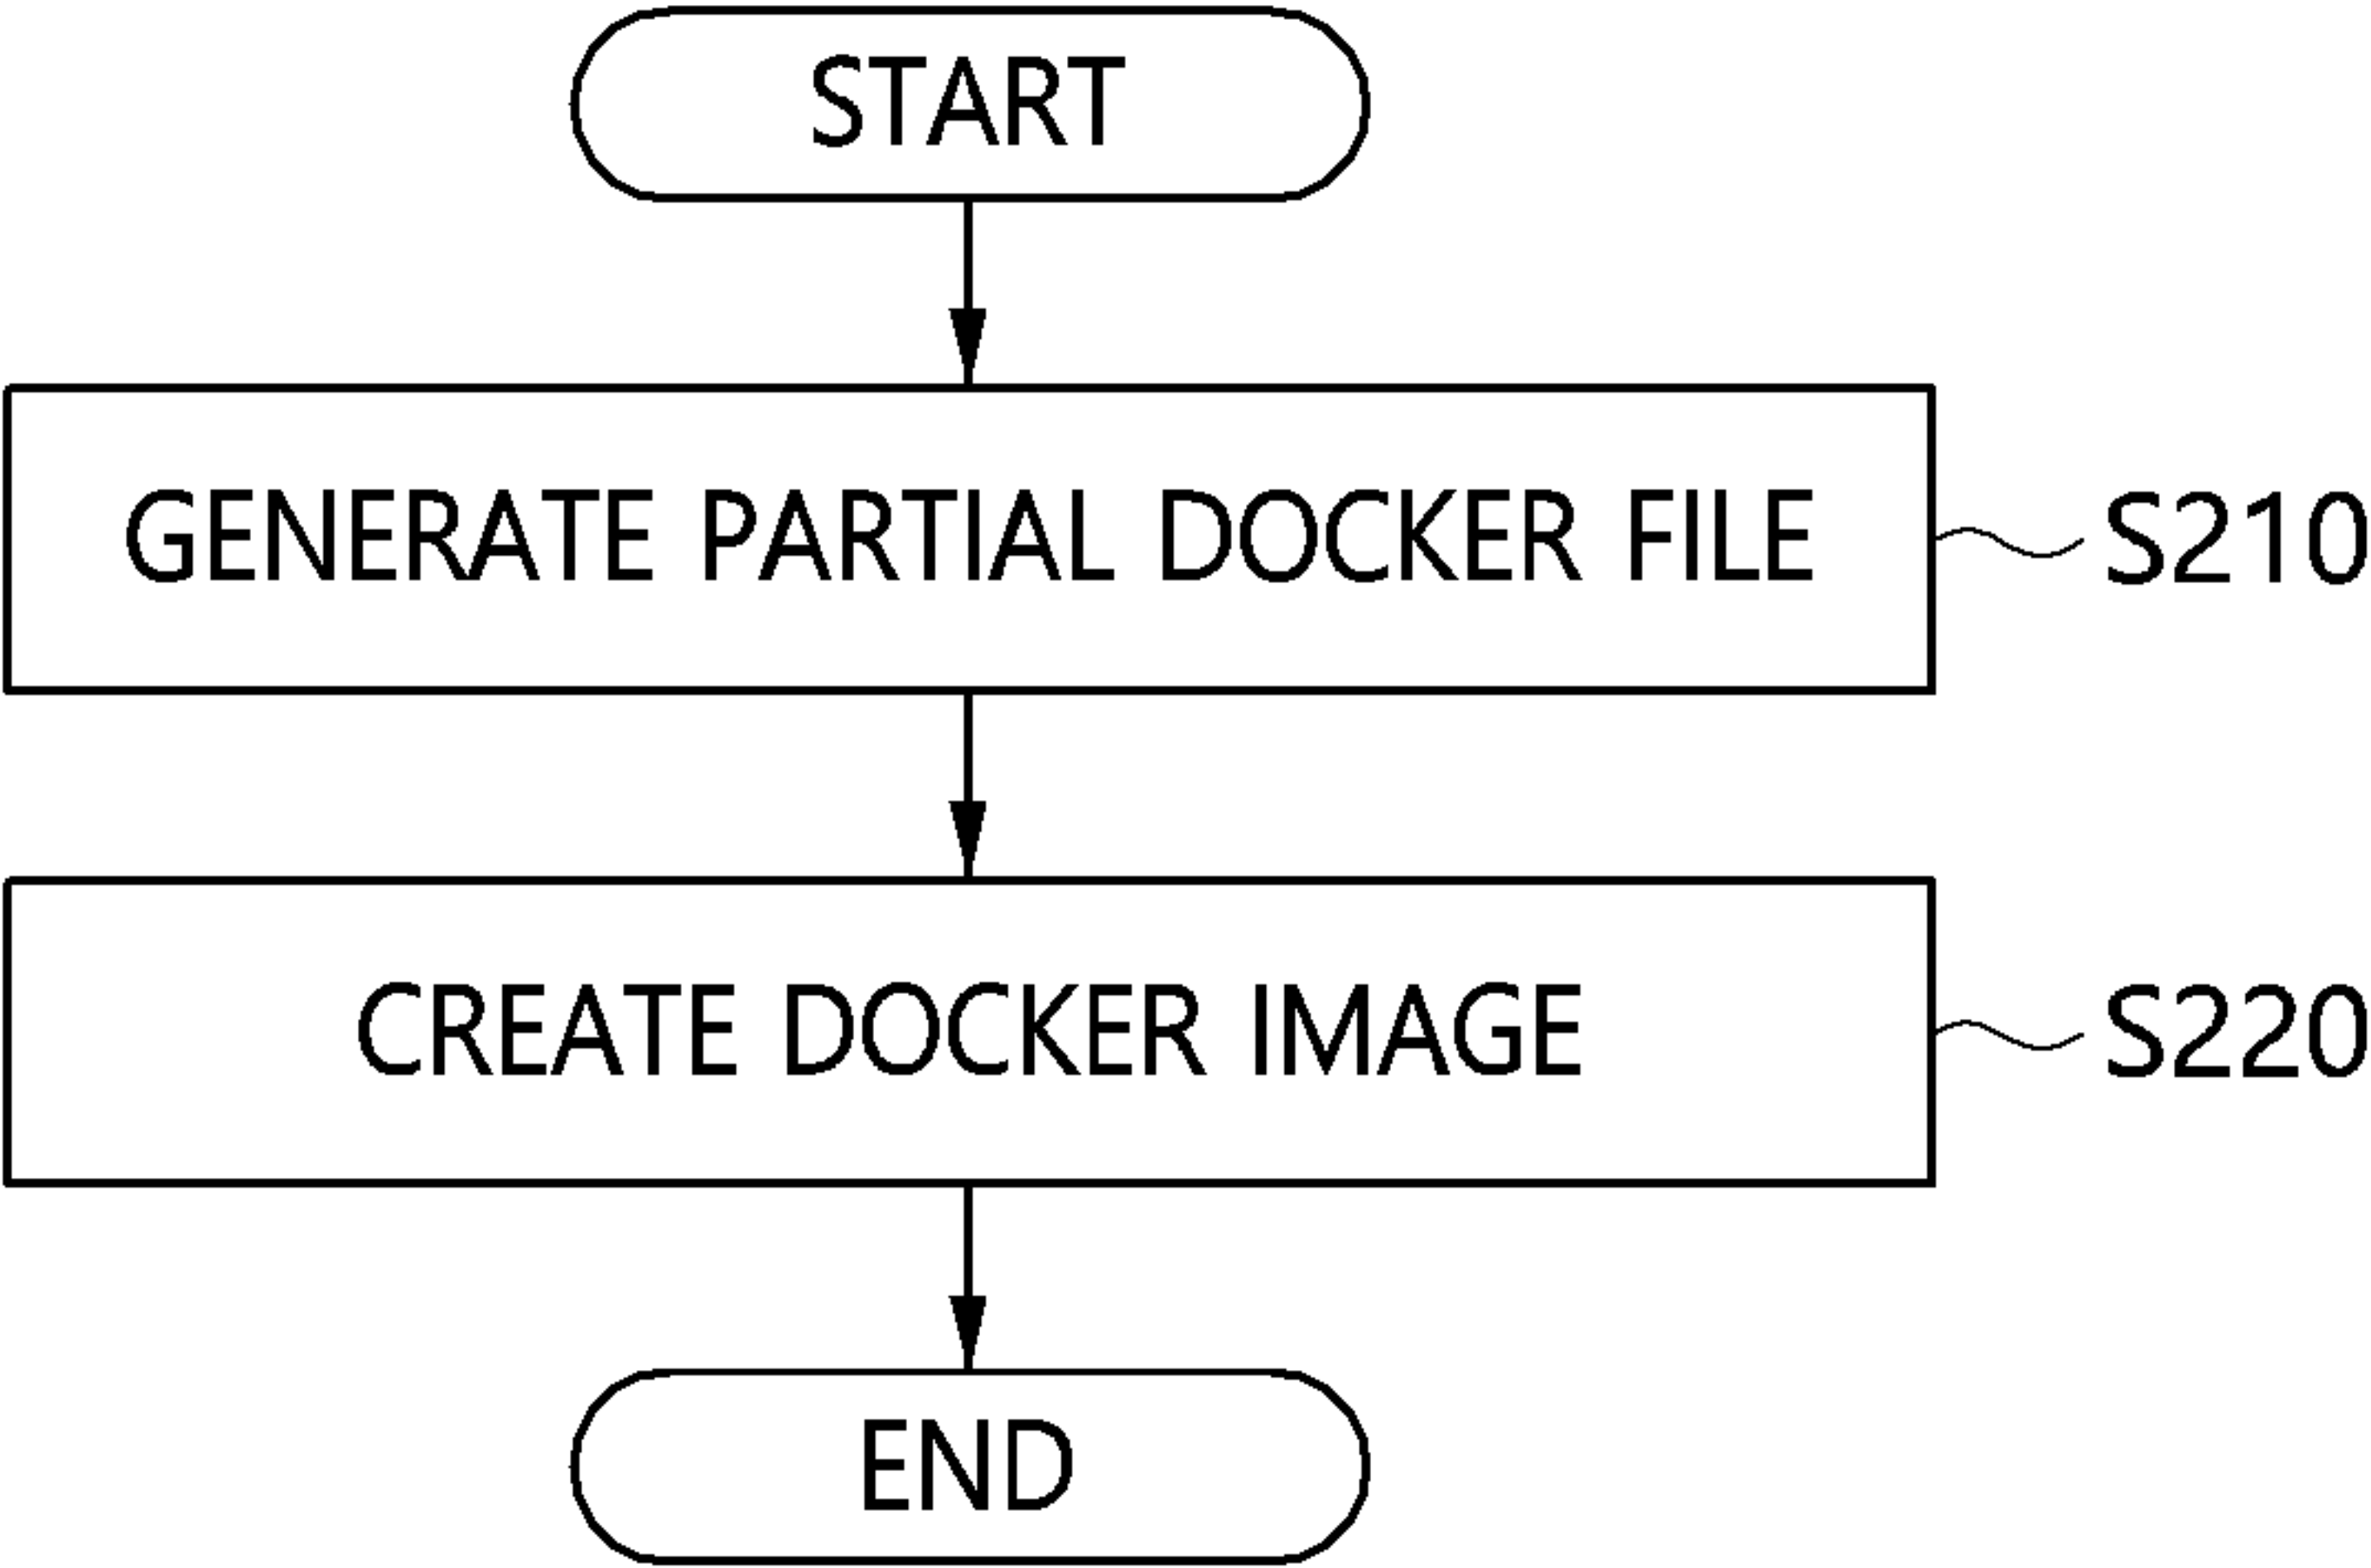 START
GENERATE PARTIAL DOCKER FILE
S210
CREATE DOCKER IMAGE
S220
END